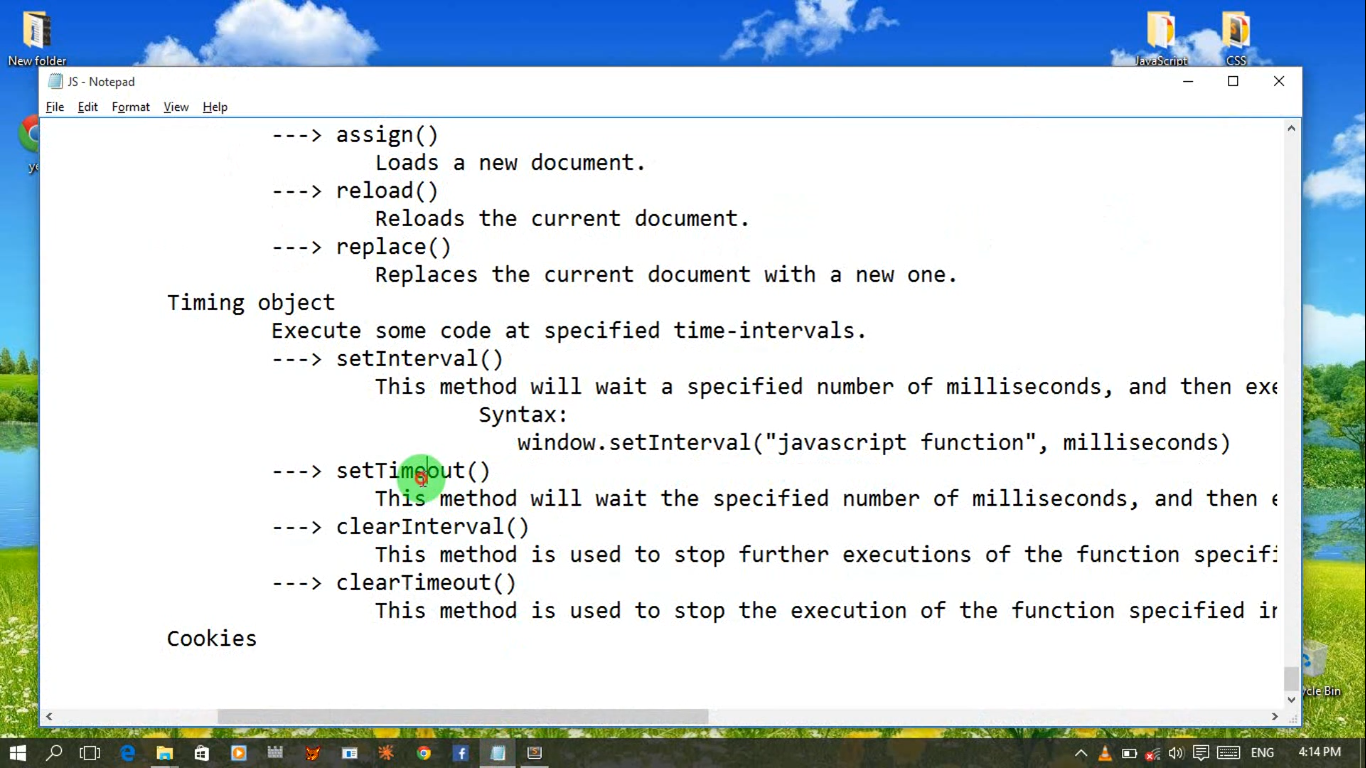 New folder
JavaScript
CSS
JS - Notepad
File Edit Format View Help
---> assign()
Loads a new document.
---> reload()
Reloads the current document.
---> replace()
Replaces the current document with a new one.
Timing object
Execute some code at specified time-intervals.
---> setInterval()
This method will wait a specified number of milliseconds, and then exe
Syntax:
window.setInterval("javascript function", milliseconds)
---> setTimeout()
This method will wait the specified number of milliseconds, and then e
---> clearInterval()
This method is used to stop further executions of the function specifi
---> clearTimeout()
This method is used to stop the execution of the function specified in
Cookies
ycle Bin
ENG
4:14 PM